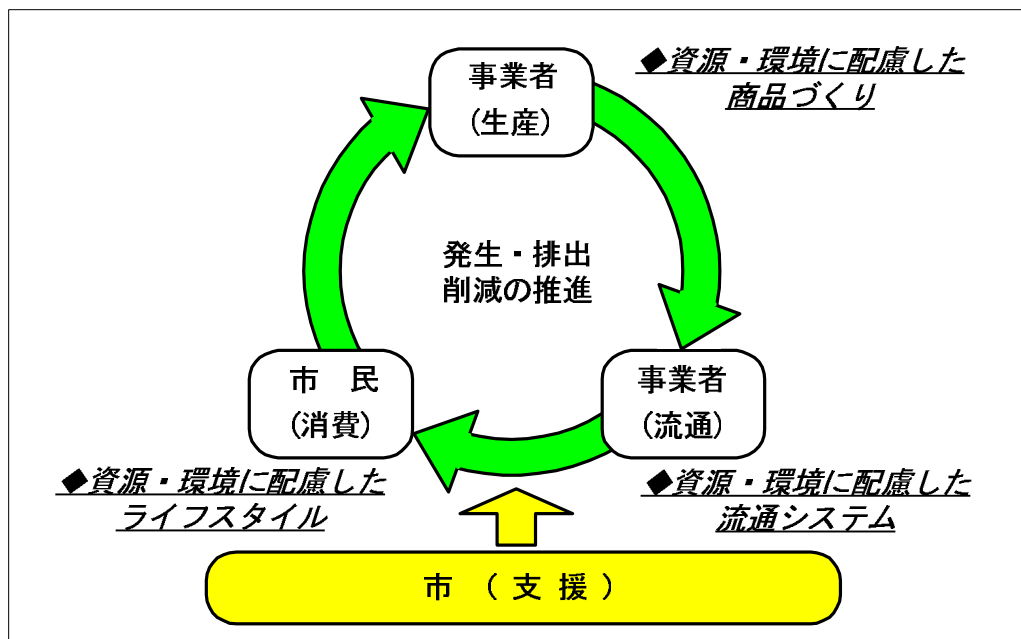 事業者
(生産)
◆資源・環境に配慮した
商品づくり
発生・排出
削減の推進
市　民
(消費)
事業者
(流通)
◆資源・環境に配慮した
ライフスタイル
◆資源・環境に配慮した
流通システム
市　(支援)